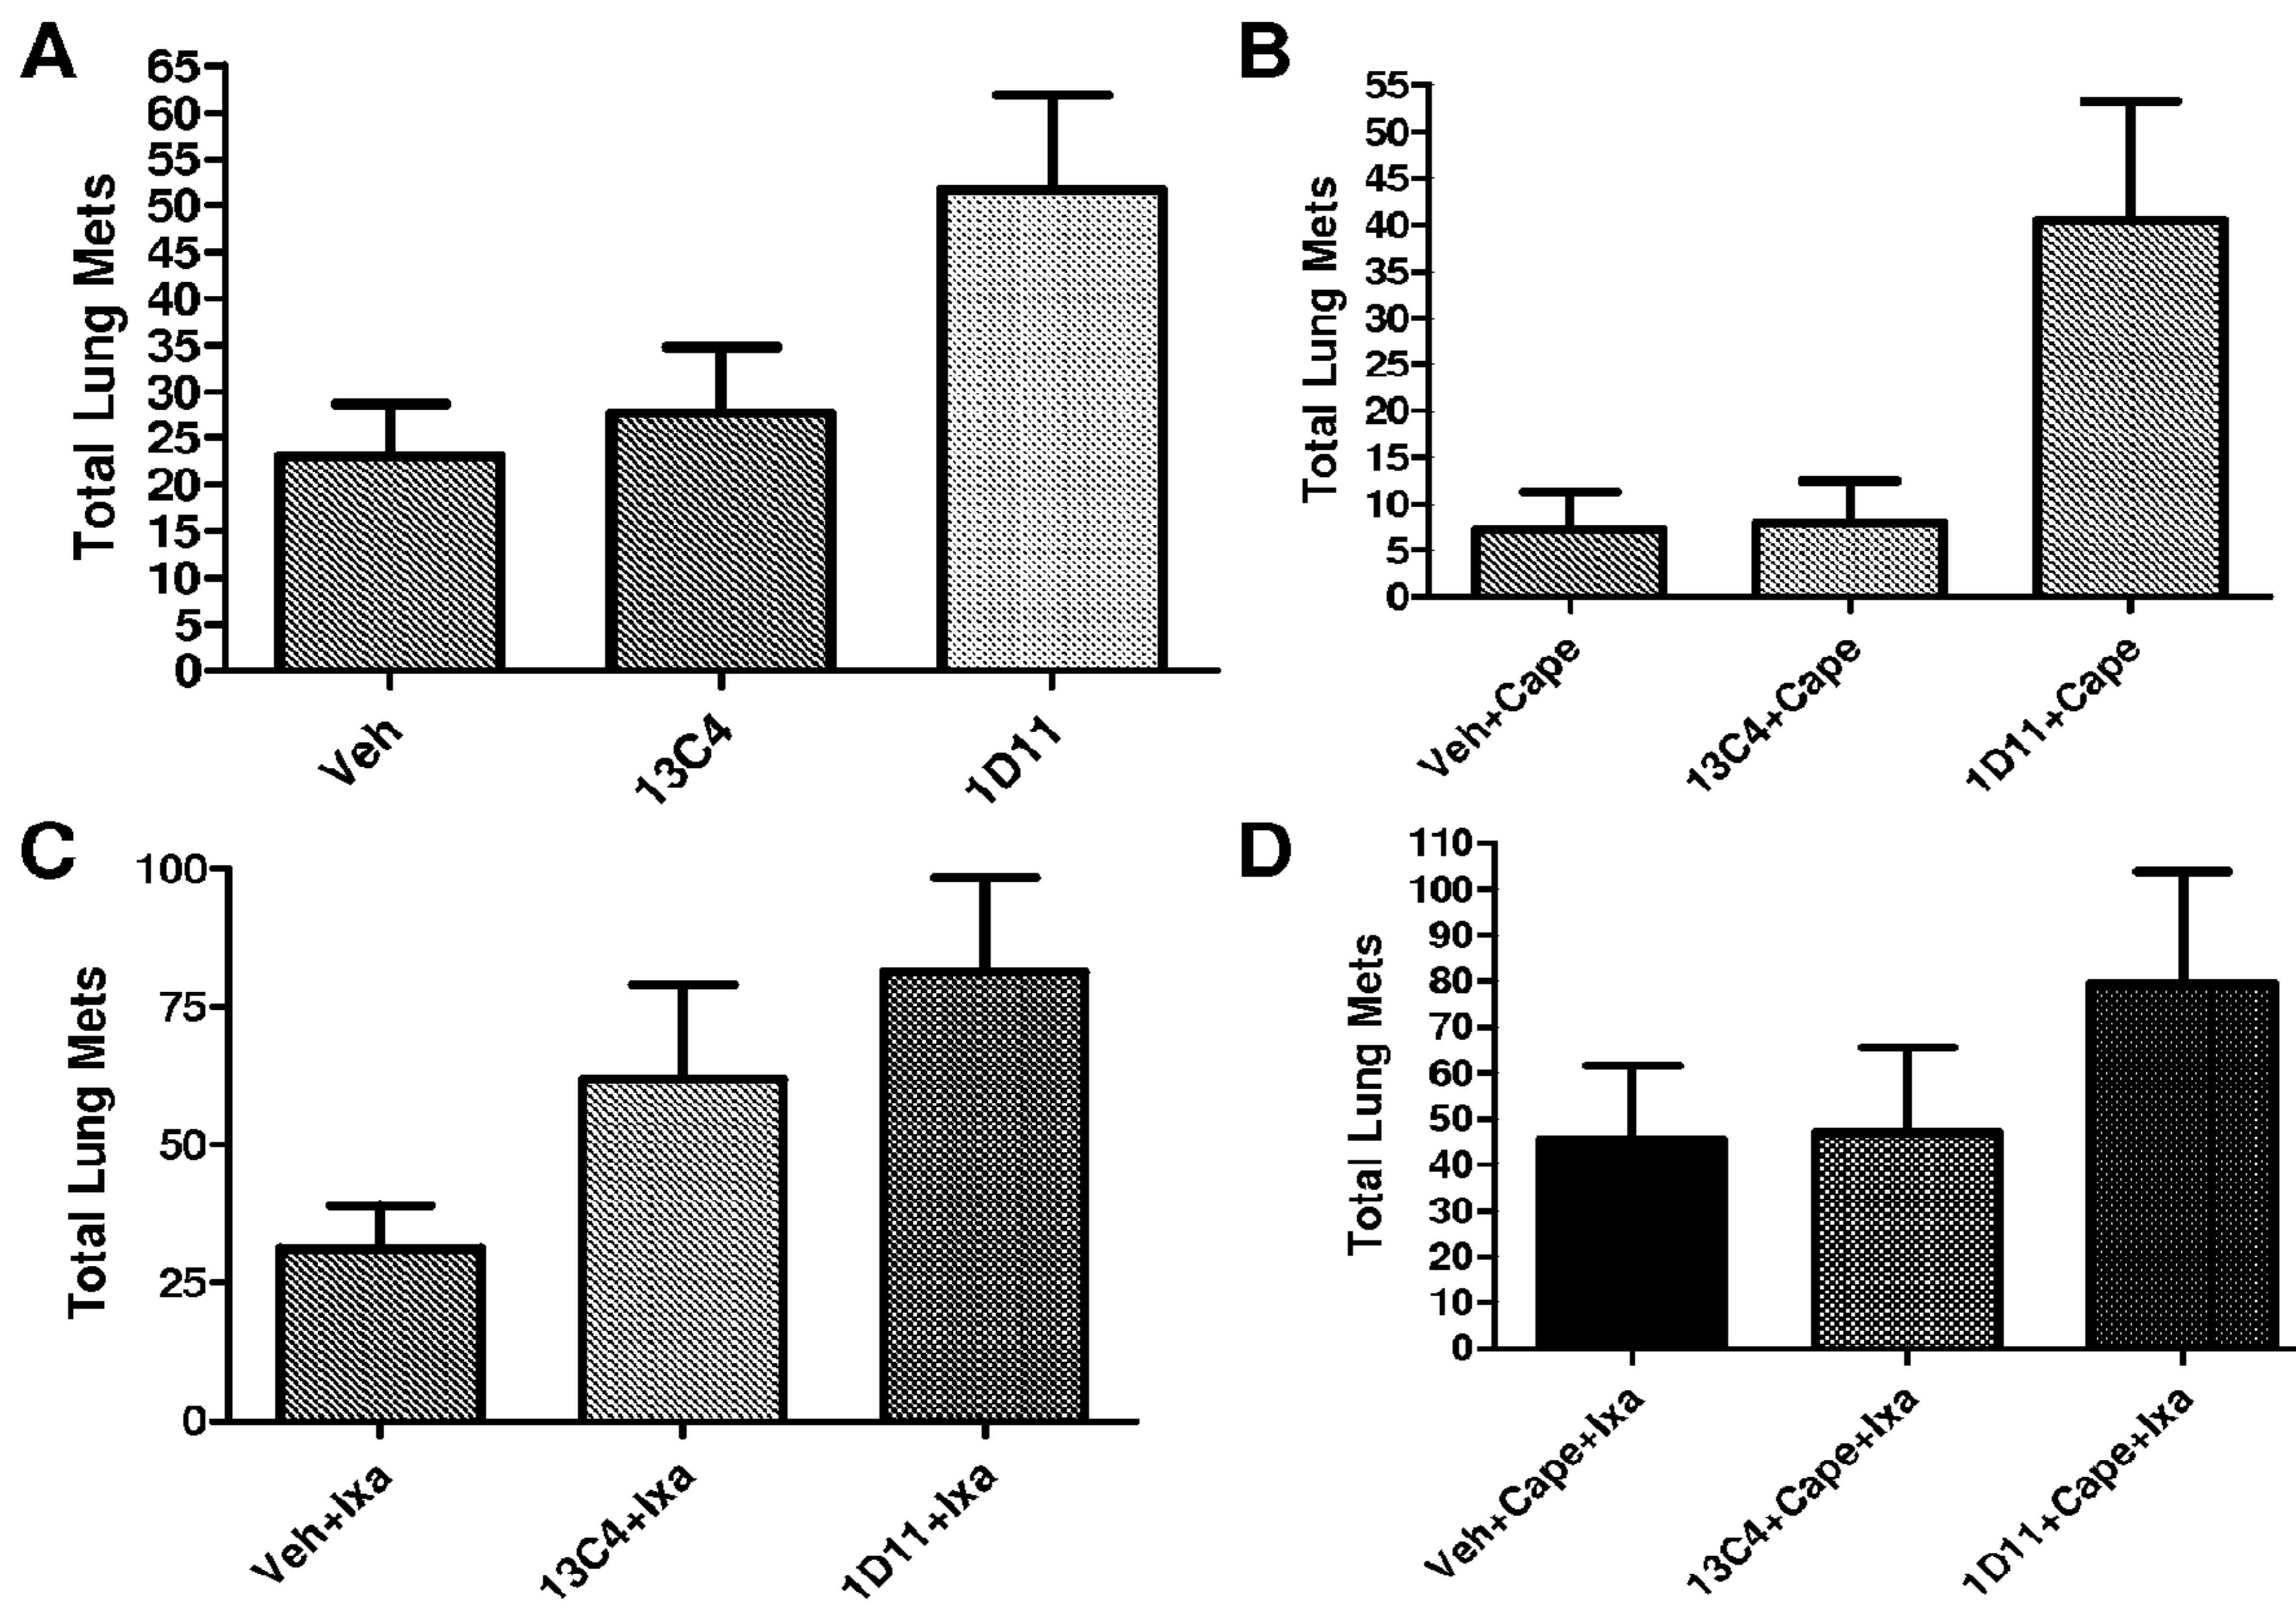 A
Total Lung Mets
65
60
55
50
45
40
35
30
25
20
15
10
5
0
Veh
13C4
1D11
B
Total Lung Mets
55
50
45
40
35
30
25
20
15
10
5
0
Veh+Cape
13C4+Cape
1D11+Cape
C
Total Lung Mets
100
75
50
25
0
Veh+Ixa
13C4+Ixa
1D11+Ixa
D
Total Lung Mets
110
100
90
80
70
60
50
40
30
20
10
0
Veh+Cape+Ixa
13C4+Cape+Ixa
1D11+Cape+Ixa